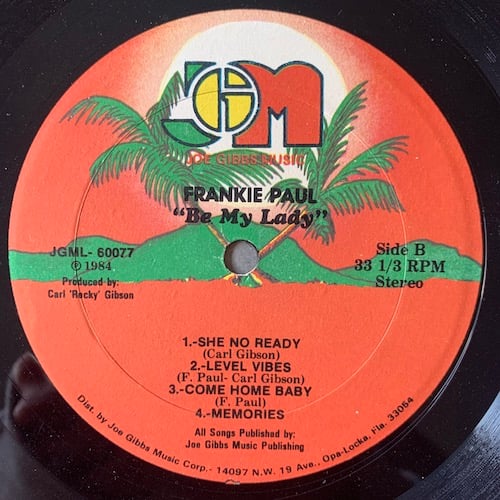 JGM
JOE GIBBS MUSIC
FRANKIE PAUL
"Be My Lady"
JGML- 60077
℗ 1984
Produced by:
Carl 'Rocky' Gibson
Side B
33 1/3 RPM
Stereo
1.-SHE NO READY
(Carl Gibson)
2.-LEVEL VIBES
(F. Paul- Carl Gibson)
3.-COME HOME BABY
(F. Paul)
4.-MEMORIES
All Songs Published by:
Joe Gibbs Music Publishing
Dist. by Joe Gibbs Music Corp.- 14097 N.W. 19 Ave., Opa-Locka, Fla. 33054